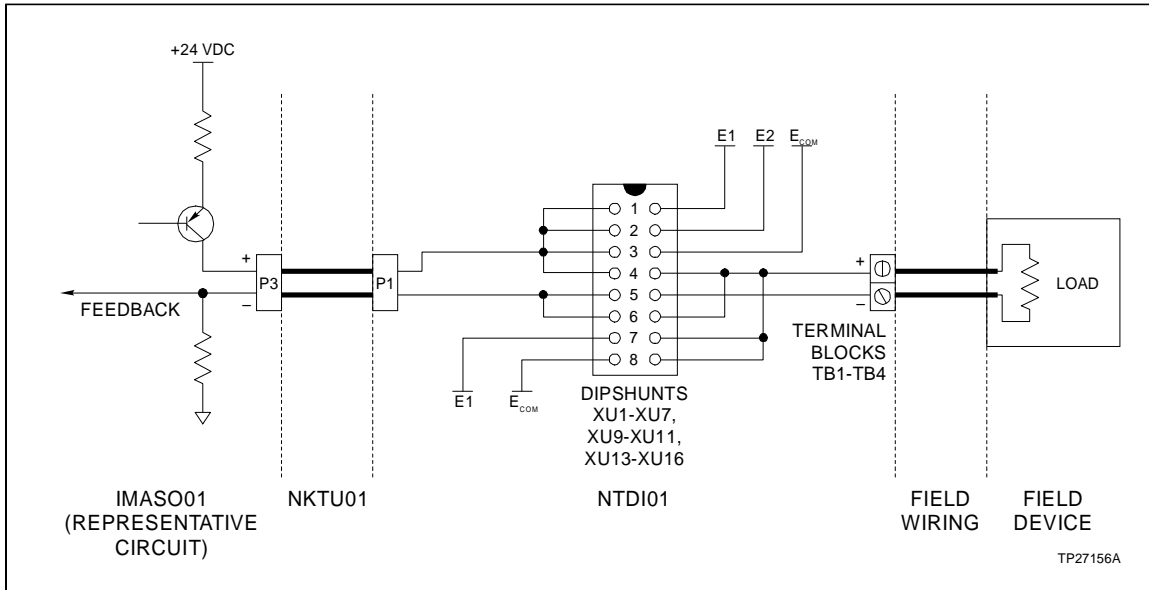 +24 VDC
E1 E2 ECOM
1
2
+ 3
P3 P1 4 +
– 5 LOAD
FEEDBACK 6 –
7
8
TERMINAL
BLOCKS
TB1-TB4
E1 ECOM
DIPSHUNTS
XU1-XU7,
XU9-XU11,
XU13-XU16
IMASO01
(REPRESENTATIVE
CIRCUIT)
NKTU01
NTDI01
FIELD
WIRING
FIELD
DEVICE
TP27156A